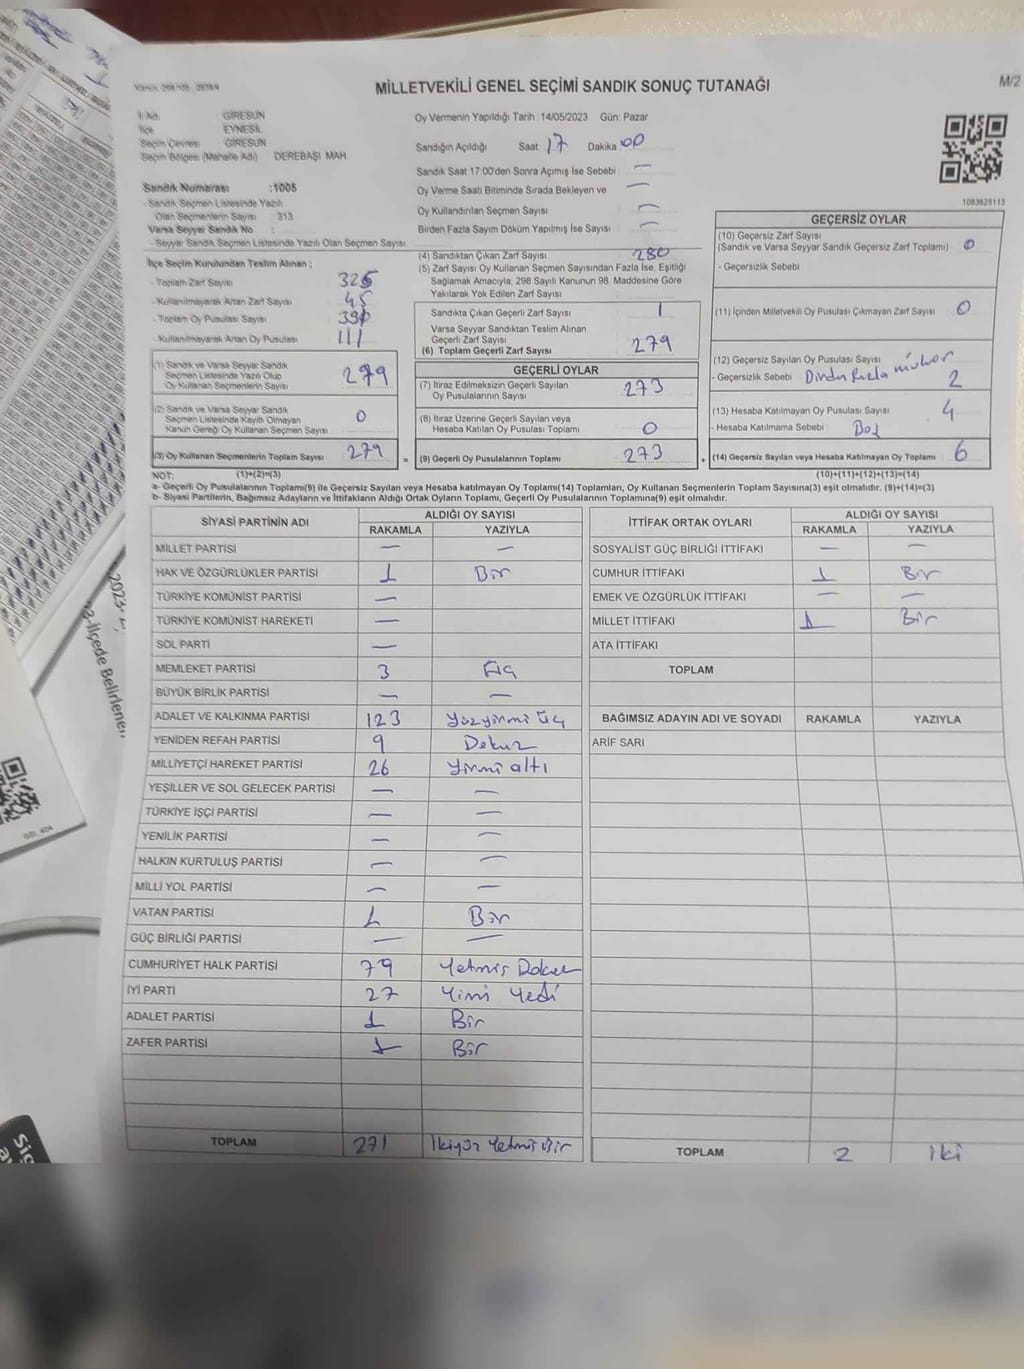 MİLLETVEKİLİ GENEL SEÇİMİ SANDIK SONUÇ TUTANAĞI
M/2
İl Adı GİRESUN
İlçe EYNESİL
Seçim Çevresi GİRESUN
Seçim Bölgesi (Mahalle Adı) DEREBAŞI MAH.
Sandık Numarası :1005
Sandık Seçmen Listesinde Yazılı
Olan Seçmenlerin Sayısı 313
Varsa Seyyar Sandık No :
- Seyyar Sandık Seçmen Listesinde Yazılı Olan Seçmen Sayısı
Oy Vermenin Yapıldığı Tarih :14/05/2023 Gün: Pazar
Sandığın Açıldığı Saat 17 Dakika 00
Sandık Saat 17:00'den Sonra Açımış İse Sebebi —
Oy Verme Saati Bitiminde Sırada Bekleyen ve —
Oy Kullandırılan Seçmen Sayısı —
Birden Fazla Sayım Döküm Yapılmış İse Sayısı —
1083628113
İlçe Seçim Kurulundan Teslim Alınan ;
- Toplam Zarf Sayısı 325
- Kullanılmayarak Artan Zarf Sayısı 45
- Toplam Oy Pusulası Sayısı 390
- Kullanılmayarak Artan Oy Pusulası 111
(1) Sandık ve Varsa Seyyar Sandık
Seçmen Listesinde Yazılı Olup
Oy Kullanan Seçmenlerin Sayısı 279
(2) Sandık ve Varsa Seyyar Sandık
Seçmen Listesinde Kayıtlı Olmayan
Kanun Gereği Oy Kullanan Seçmen Sayısı 0
(3) Oy Kullanan Seçmenlerin Toplam Sayısı 279 =
(4) Sandıktan Çıkan Zarf Sayısı 280
(5) Zarf Sayısı Oy Kullanan Seçmen Sayısından Fazla İse, Eşitliği
Sağlamak Amacıyla; 298 Sayılı Kanunun 98. Maddesine Göre
Yakılarak Yok Edilen Zarf Sayısı
Sandıkta Çıkan Geçerli Zarf Sayısı 1
Varsa Seyyar Sandıktan Teslim Alınan
Geçerli Zarf Sayısı
(6) Toplam Geçerli Zarf Sayısı 279
GEÇERLİ OYLAR
(7) İtiraz Edilmeksizin Geçerli Sayılan
Oy Pusulalarının Sayısı 273
(8) İtiraz Üzerine Geçerli Sayılan veya
Hesaba Katılan Oy Pusulası Toplamı 0
(9) Geçerli Oy Pusulalarının Toplamı 273 +
GEÇERSİZ OYLAR
(10) Geçersiz Zarf Sayısı
(Sandık ve Varsa Seyyar Sandık Geçersiz Zarf Toplamı) 0
- Geçersizlik Sebebi
(11) İçinden Milletvekili Oy Pusulası Çıkmayan Zarf Sayısı 0
(12) Geçersiz Sayılan Oy Pusulası Sayısı
- Geçersizlik Sebebi Birden Fazla mühür 2
(13) Hesaba Katılmayan Oy Pusulası Sayısı 4
- Hesaba Katılmama Sebebi Boş
(14) Geçersiz Sayılan veya Hesaba Katılmayan Oy Toplamı 6
NOT: (1)+(2)=(3) (10)+(11)+(12)+(13)=(14)
a- Geçerli Oy Pusulalarının Toplamı(9) ile Geçersiz Sayılan veya Hesaba katılmayan Oy Toplamı(14) Toplamları, Oy Kullanan Seçmenlerin Toplam Sayısına(3) eşit olmalıdır. (9)+(14)=(3)
b- Siyasi Partilerin, Bağımsız Adayların ve İttifakların Aldığı Ortak Oyların Toplamı, Geçerli Oy Pusulalarının Toplamına(9) eşit olmalıdır.
SİYASİ PARTİNİN ADI ALDIĞI OY SAYISI
RAKAMLA YAZIYLA
MİLLET PARTİSİ — —
HAK VE ÖZGÜRLÜKLER PARTİSİ 1 Bir
TÜRKİYE KOMÜNİST PARTİSİ —
TÜRKİYE KOMÜNİST HAREKETİ —
SOL PARTİ —
MEMLEKET PARTİSİ 3 Üç
BÜYÜK BİRLİK PARTİSİ — —
ADALET VE KALKINMA PARTİSİ 123 Yüzyirmi üç
YENİDEN REFAH PARTİSİ 9 Dokuz
MİLLİYETÇİ HAREKET PARTİSİ 26 Yirmi altı
YEŞİLLER VE SOL GELECEK PARTİSİ — —
TÜRKİYE İŞÇİ PARTİSİ — —
YENİLİK PARTİSİ — —
HALKIN KURTULUŞ PARTİSİ — —
MİLLİ YOL PARTİSİ — —
VATAN PARTİSİ 1 Bir
GÜÇ BİRLİĞİ PARTİSİ — —
CUMHURİYET HALK PARTİSİ 79 Yetmiş Dokuz
İYİ PARTİ 27 Yirmi Yedi
ADALET PARTİSİ 1 Bir
ZAFER PARTİSİ 1 Bir
TOPLAM 271 İkiyüz Yetmiş Bir
İTTİFAK ORTAK OYLARI ALDIĞI OY SAYISI
RAKAMLA YAZIYLA
SOSYALİST GÜÇ BİRLİĞİ İTTİFAKI — —
CUMHUR İTTİFAKI 1 Bir
EMEK VE ÖZGÜRLÜK İTTİFAKI — —
MİLLET İTTİFAKI 1 Bir
ATA İTTİFAKI
TOPLAM
BAĞIMSIZ ADAYIN ADI VE SOYADI RAKAMLA YAZIYLA
ARİF SARI
TOPLAM 2 İki
2023-
-İlçede Belirlenen